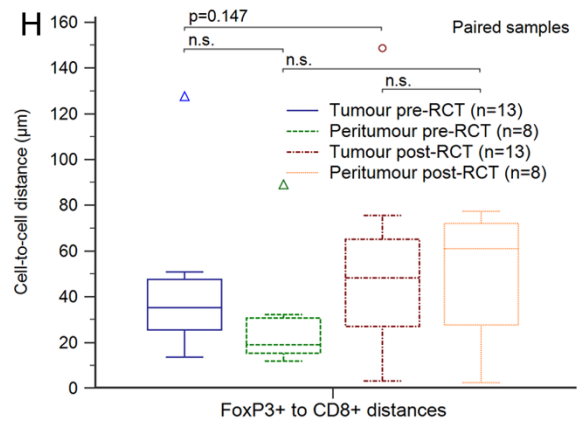 H
Paired samples
p=0.147
n.s.
n.s.
n.s.
Tumour pre-RCT (n=13)
Peritumour pre-RCT (n=8)
Tumour post-RCT (n=13)
Peritumour post-RCT (n=8)
Cell-to-cell distance (µm)
160
140
120
100
80
60
40
20
0
FoxP3+ to CD8+ distances